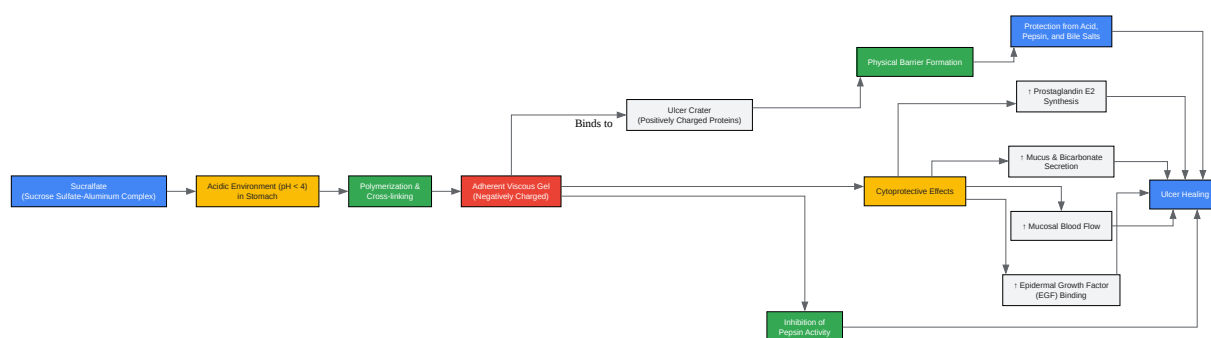 Sucralfate
(Sucrose Sulfate-Aluminum Complex)
Acidic Environment (pH < 4)
in Stomach
Polymerization &
Cross-linking
Adherent Viscous Gel
(Negatively Charged)
Binds to
Ulcer Crater
(Positively Charged Proteins)
Physical Barrier Formation
Protection from Acid,
Pepsin, and Bile Salts
Cytoprotective Effects
↑ Prostaglandin E2
Synthesis
↑ Mucus & Bicarbonate
Secretion
↑ Mucosal Blood Flow
↑ Epidermal Growth Factor
(EGF) Binding
Inhibition of
Pepsin Activity
Ulcer Healing